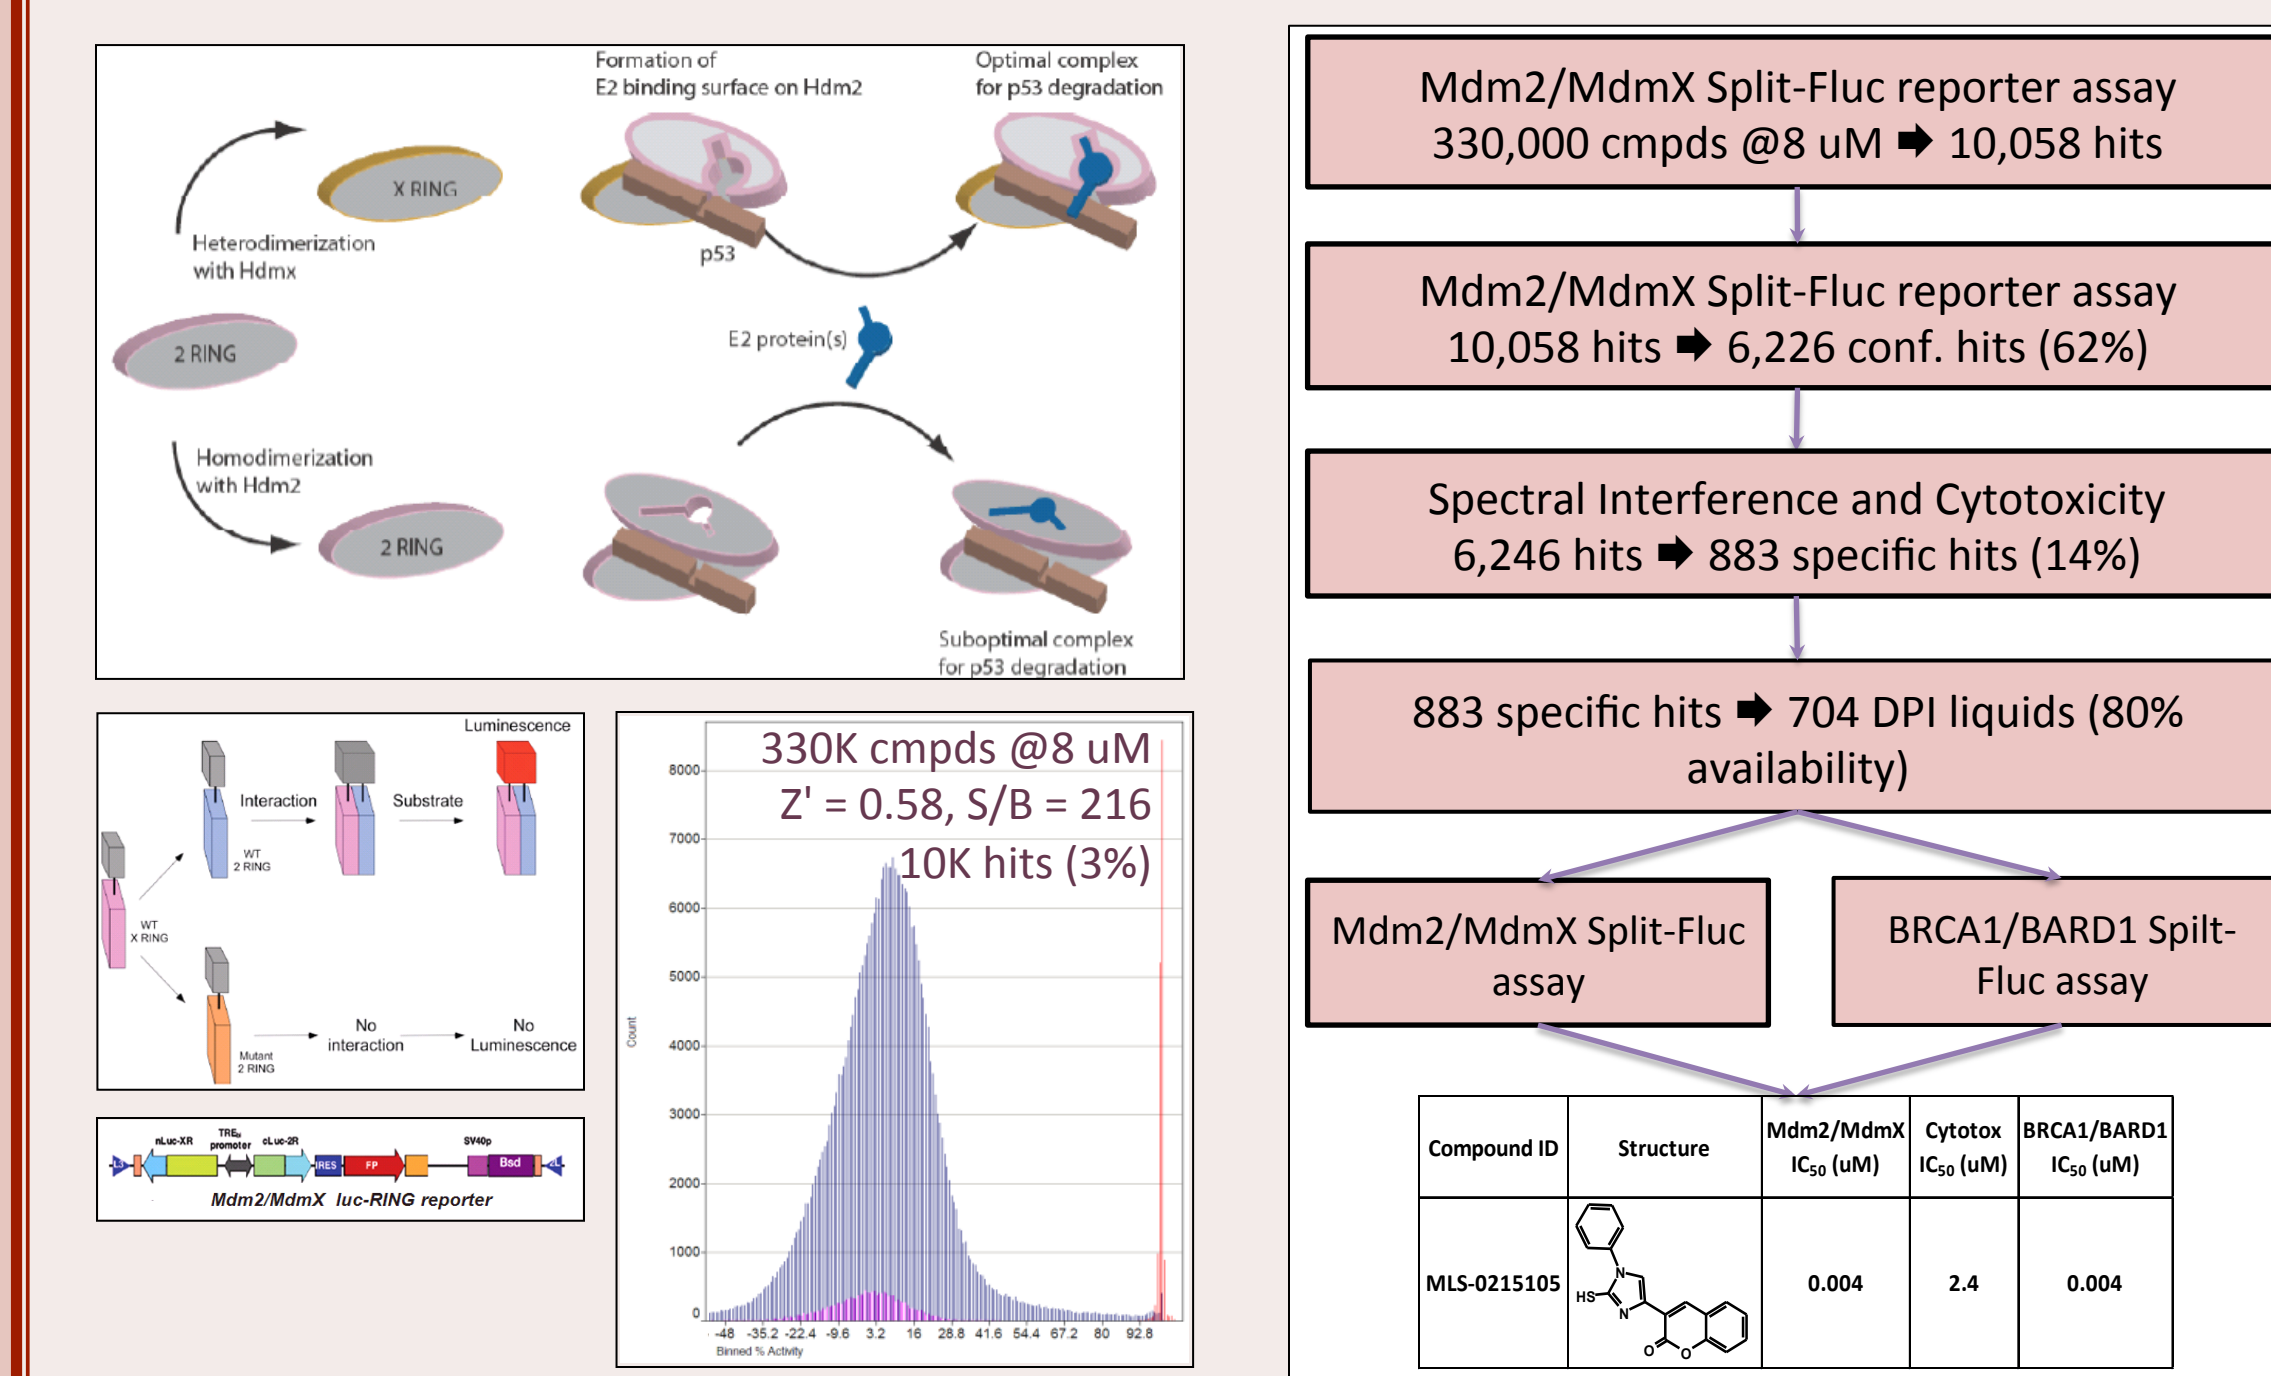 Formation of
E2 binding surface on Hdm2
Optimal complex
for p53 degradation
X RING
Heterodimerization
with Hdmx
p53
2 RING
E2 protein(s)
Homodimerization
with Hdm2
2 RING
Suboptimal complex
for p53 degradation
Luminescence
Interaction
Substrate
WT
2 RING
WT
X RING
Mutant
2 RING
No
interaction
No
Luminescence
nLuc-XR
TRE
promoter
cLuc-2R
SV40p
L3
IRES
FP
Bsd
2L
Mdm2/MdmX luc-RING reporter
330K cmpds @8 uM
Z' = 0.58, S/B = 216
10K hits (3%)
8000
7000
6000
5000
4000
3000
2000
1000
0
Count
-48 -35.2 -22.4 -9.6 3.2 16 28.8 41.6 54.4 67.2 80 92.8
Binned % Activity
Mdm2/MdmX Split-Fluc reporter assay
330,000 cmpds @8 uM 🡆 10,058 hits
Mdm2/MdmX Split-Fluc reporter assay
10,058 hits 🡆 6,226 conf. hits (62%)
Spectral Interference and Cytotoxicity
6,246 hits 🡆 883 specific hits (14%)
883 specific hits 🡆 704 DPI liquids (80%
availability)
Mdm2/MdmX Split-Fluc
assay
BRCA1/BARD1 Spilt-
Fluc assay
Compound ID
Structure
Mdm2/MdmX
IC50 (uM)
Cytotox
IC50 (uM)
BRCA1/BARD1
IC50 (uM)
MLS-0215105
N
HS
N
O
O
0.004
2.4
0.004